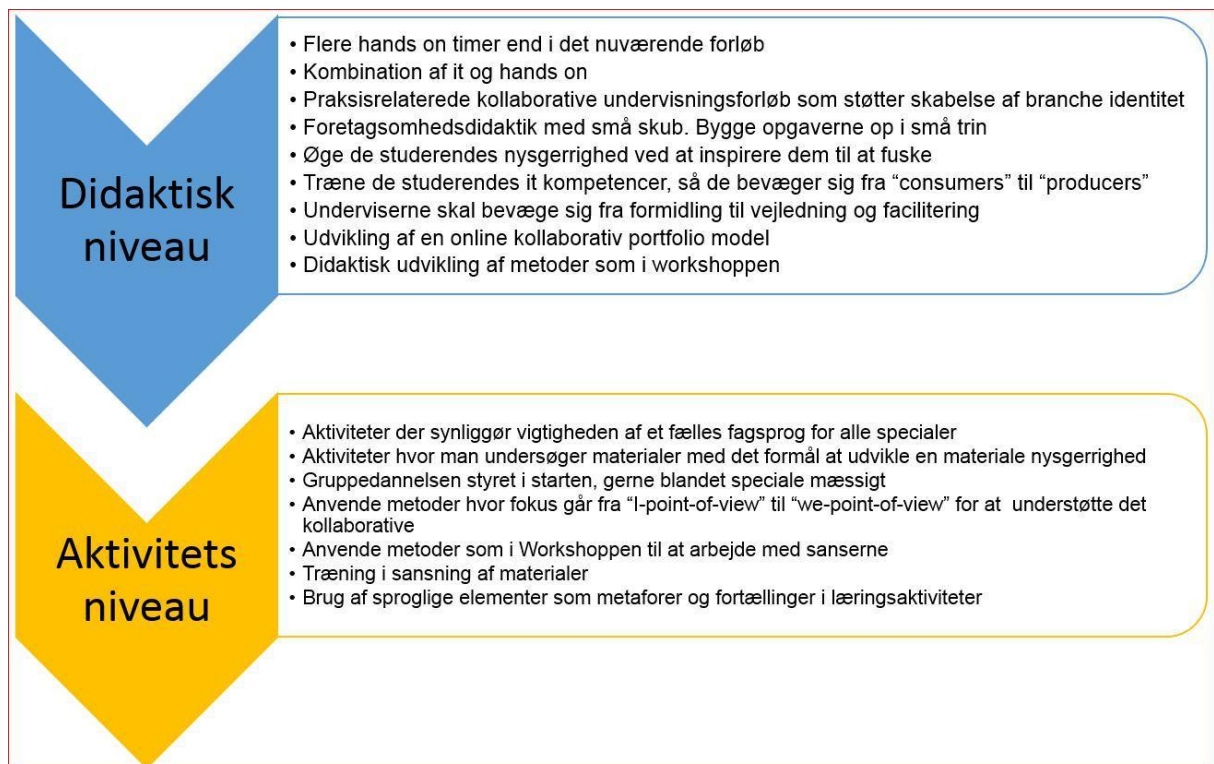 Didaktisk
niveau
• Flere hands on timer end i det nuværende forløb
• Kombination af it og hands on
• Praksisrelaterede kollaborative undervisningsforløb som støtter skabelse af branche identitet
• Foretagsomhedsdidaktik med små skub. Bygge opgaverne op i små trin
• Øge de studerendes nysgerrighed ved at inspirere dem til at fuske
• Træne de studerendes it kompetencer, så de bevæger sig fra “consumers” til “producers”
• Underviserne skal bevæge sig fra formidling til vejledning og facilitering
• Udvikling af en online kollaborativ portfolio model
• Didaktisk udvikling af metoder som i workshoppen
Aktivitets
niveau
• Aktiviteter der synliggør vigtigheden af et fælles fagsprog for alle specialer
• Aktiviteter hvor man undersøger materialer med det formål at udvikle en materiale nysgerrighed
• Gruppedannelsen styret i starten, gerne blandet speciale mæssigt
• Anvende metoder hvor fokus går fra “I-point-of-view” til “we-point-of-view” for at understøtte det
kollaborative
• Anvende metoder som i Workshoppen til at arbejde med sanserne
• Træning i sansning af materialer
• Brug af sproglige elementer som metaforer og fortællinger i læringsaktiviteter